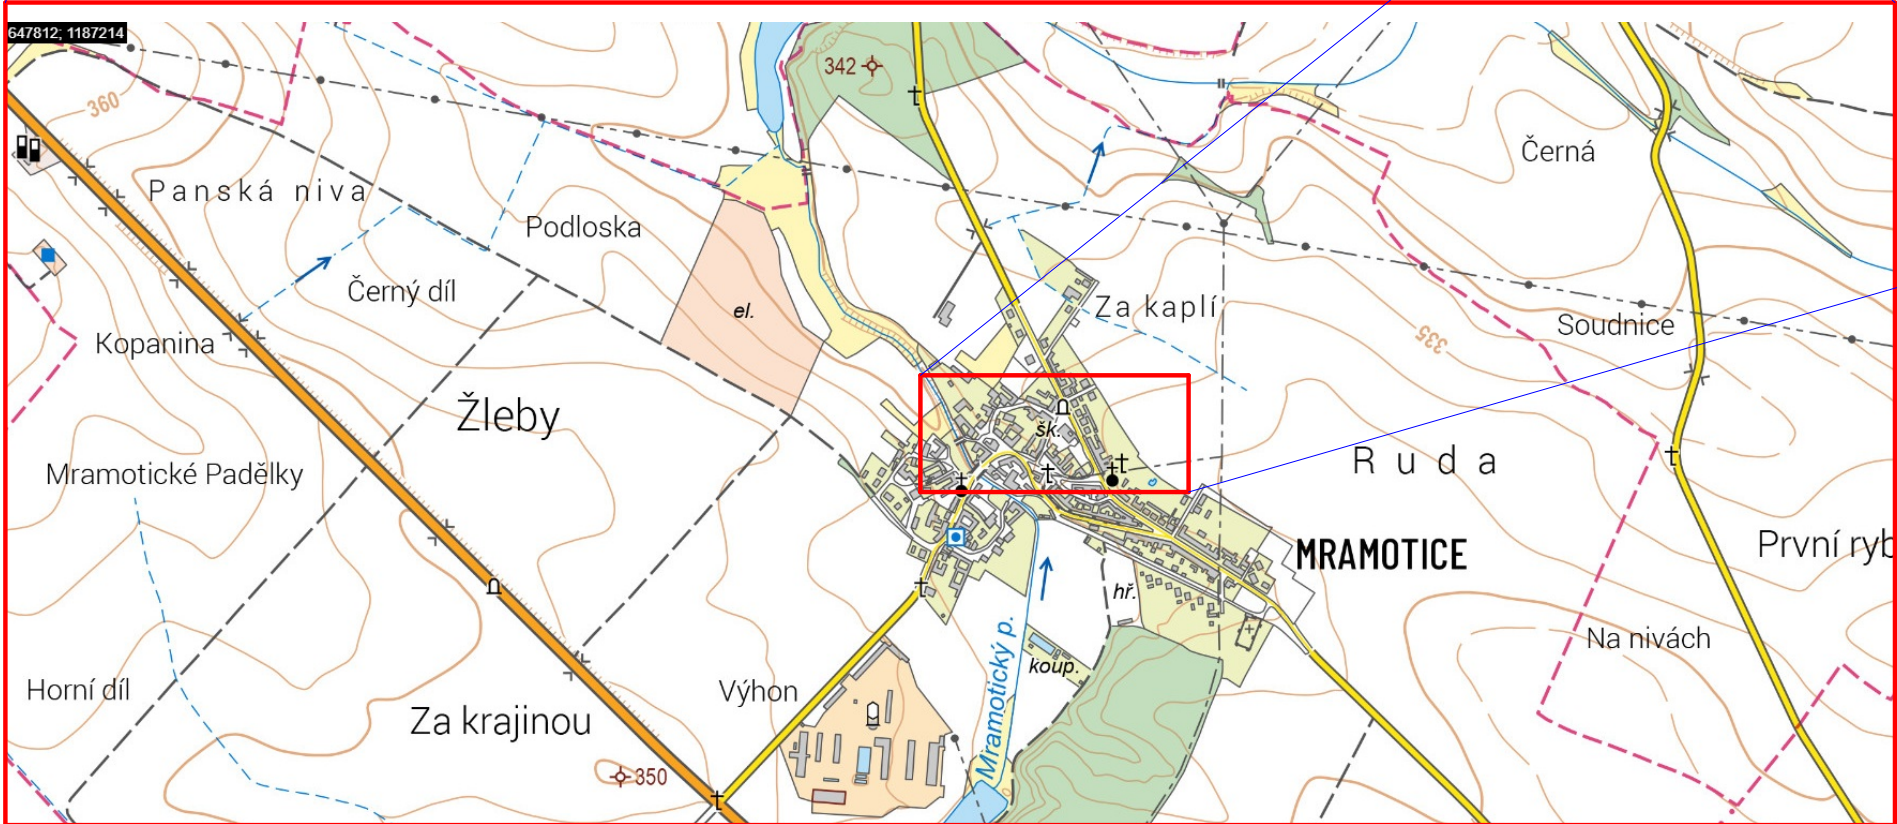 647812; 1187214
342
360
Černá
Panská niva
Podloska
Černý díl
el.
Za kaplí
Soudnice
335
Kopanina
Žleby
šk.
Ruda
Mramotické Padělky
MRAMOTICE
První ryb
hř.
Na nivách
koup.
Mramotický p.
Horní díl
Výhon
Za krajinou
350